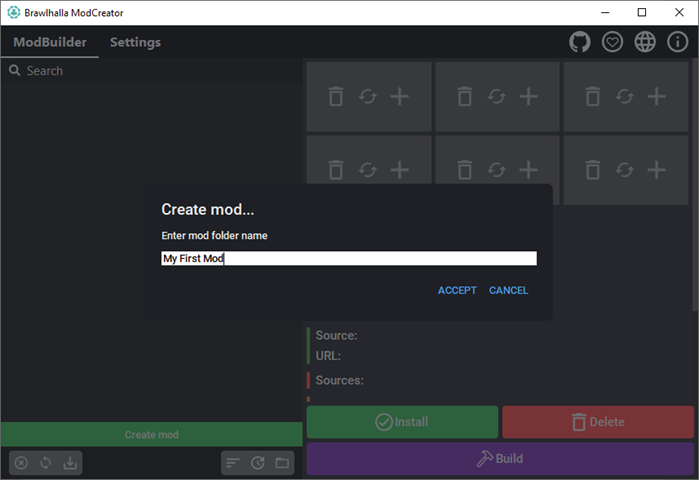 Brawlhalla ModCreator
ModBuilder Settings
Search
Create mod...
Enter mod folder name
My First Mod
ACCEPT CANCEL
Source:
URL:
Sources:
Create mod
Install
Delete
Build